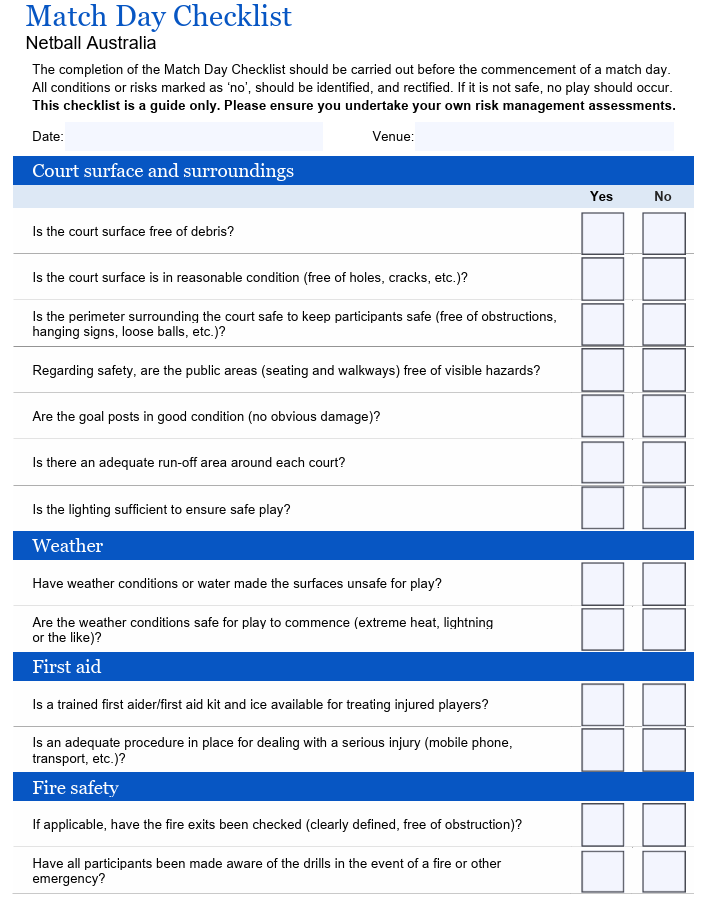 Match Day Checklist
Netball Australia
The completion of the Match Day Checklist should be carried out before the commencement of a match day.
All conditions or risks marked as ‘no’, should be identified, and rectified. If it is not safe, no play should occur.
This checklist is a guide only. Please ensure you undertake your own risk management assessments.
Date: Venue:
Court surface and surroundings
Yes No
Is the court surface free of debris?
Is the court surface is in reasonable condition (free of holes, cracks, etc.)?
Is the perimeter surrounding the court safe to keep participants safe (free of obstructions,
hanging signs, loose balls, etc.)?
Regarding safety, are the public areas (seating and walkways) free of visible hazards?
Are the goal posts in good condition (no obvious damage)?
Is there an adequate run-off area around each court?
Is the lighting sufficient to ensure safe play?
Weather
Have weather conditions or water made the surfaces unsafe for play?
Are the weather conditions safe for play to commence (extreme heat, lightning
or the like)?
First aid
Is a trained first aider/first aid kit and ice available for treating injured players?
Is an adequate procedure in place for dealing with a serious injury (mobile phone,
transport, etc.)?
Fire safety
If applicable, have the fire exits been checked (clearly defined, free of obstruction)?
Have all participants been made aware of the drills in the event of a fire or other
emergency?